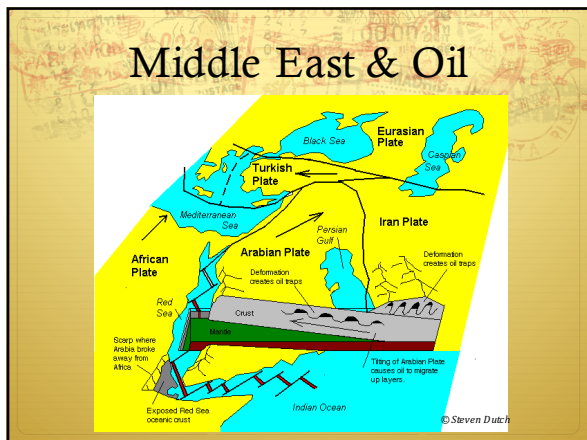 Middle East & Oil
Black Sea
Eurasian
Plate
Caspian
Sea
Turkish
Plate
Mediterranean
Sea
Iran Plate
Persian
Gulf
African
Plate
Arabian Plate
Deformation
creates oil traps
Deformation
creates oil traps
Red
Sea
Crust
Mantle
Scarp where
Arabia broke
away from
Africa
Tilting of Arabian Plate
causes oil to migrate
up layers.
Exposed Red Sea
oceanic crust
Indian Ocean
© Steven Dutch